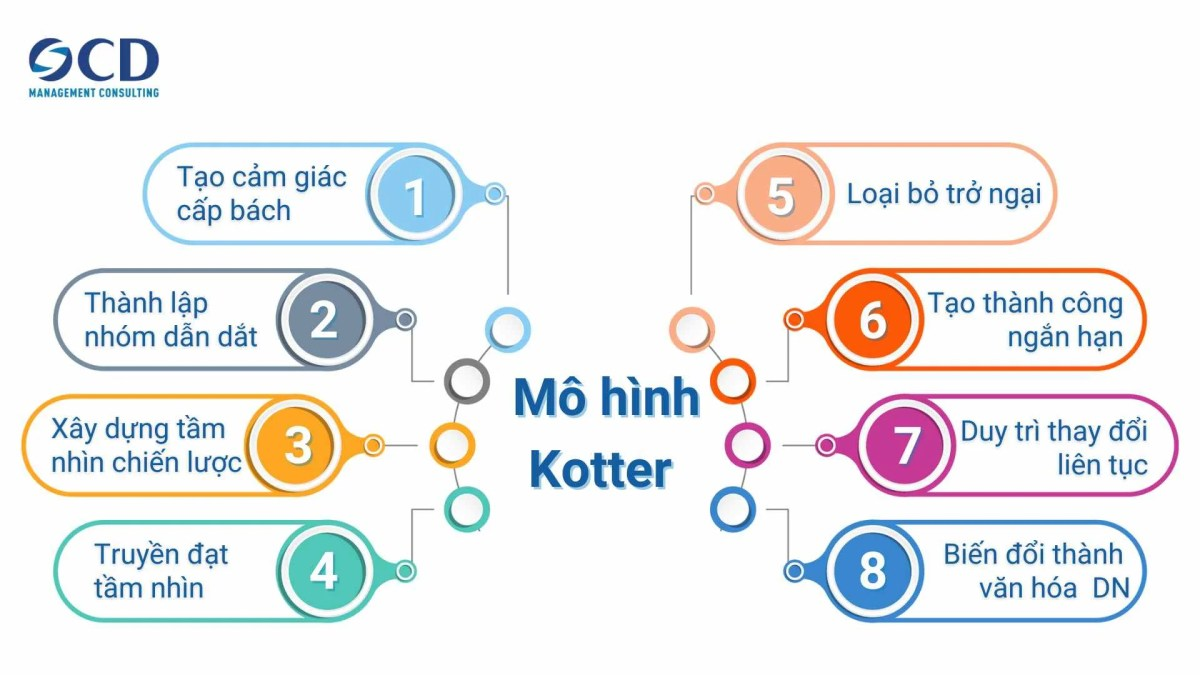 OCD
MANAGEMENT CONSULTING
Mô hình
Kotter
1
Tạo cảm giác
cấp bách
2
Thành lập
nhóm dẫn dắt
3
Xây dựng tầm
nhìn chiến lược
4
Truyền đạt
tầm nhìn
5
Loại bỏ trở ngại
6
Tạo thành công
ngắn hạn
7
Duy trì thay đổi
liên tục
8
Biến đổi thành
văn hóa DN